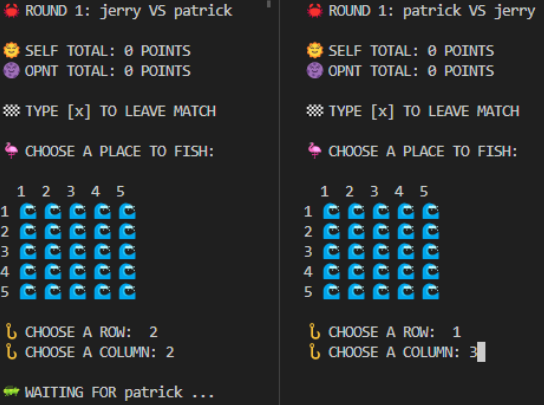 ROUND 1: jerry VS patrick
SELF TOTAL: 0 POINTS
OPNT TOTAL: 0 POINTS
TYPE [x] TO LEAVE MATCH
CHOOSE A PLACE TO FISH:
1 2 3 4 5
1
2
3
4
5
CHOOSE A ROW: 2
CHOOSE A COLUMN: 2
WAITING FOR patrick ...
ROUND 1: patrick VS jerry
SELF TOTAL: 0 POINTS
OPNT TOTAL: 0 POINTS
TYPE [x] TO LEAVE MATCH
CHOOSE A PLACE TO FISH:
1 2 3 4 5
1
2
3
4
5
CHOOSE A ROW: 1
CHOOSE A COLUMN: 3